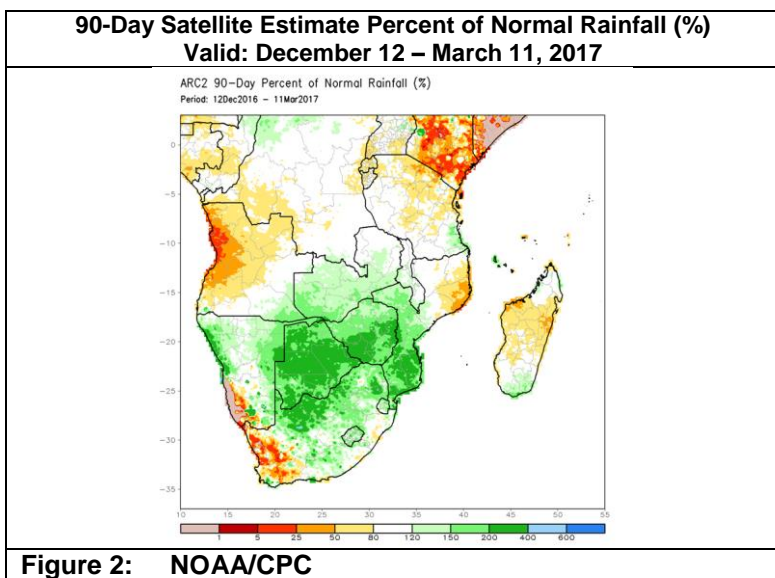 90-Day Satellite Estimate Percent of Normal Rainfall (%)
Valid: December 12 – March 11, 2017
ARC2 90-Day Percent of Normal Rainfall (%)
Period: 12Dec2016 - 11Mar2017
0
-5
-10
-15
-20
-25
-30
-35
10 15 20 25 30 35 40 45 50 55
1 5 25 50 80 120 150 200 400 600
Figure 2: NOAA/CPC